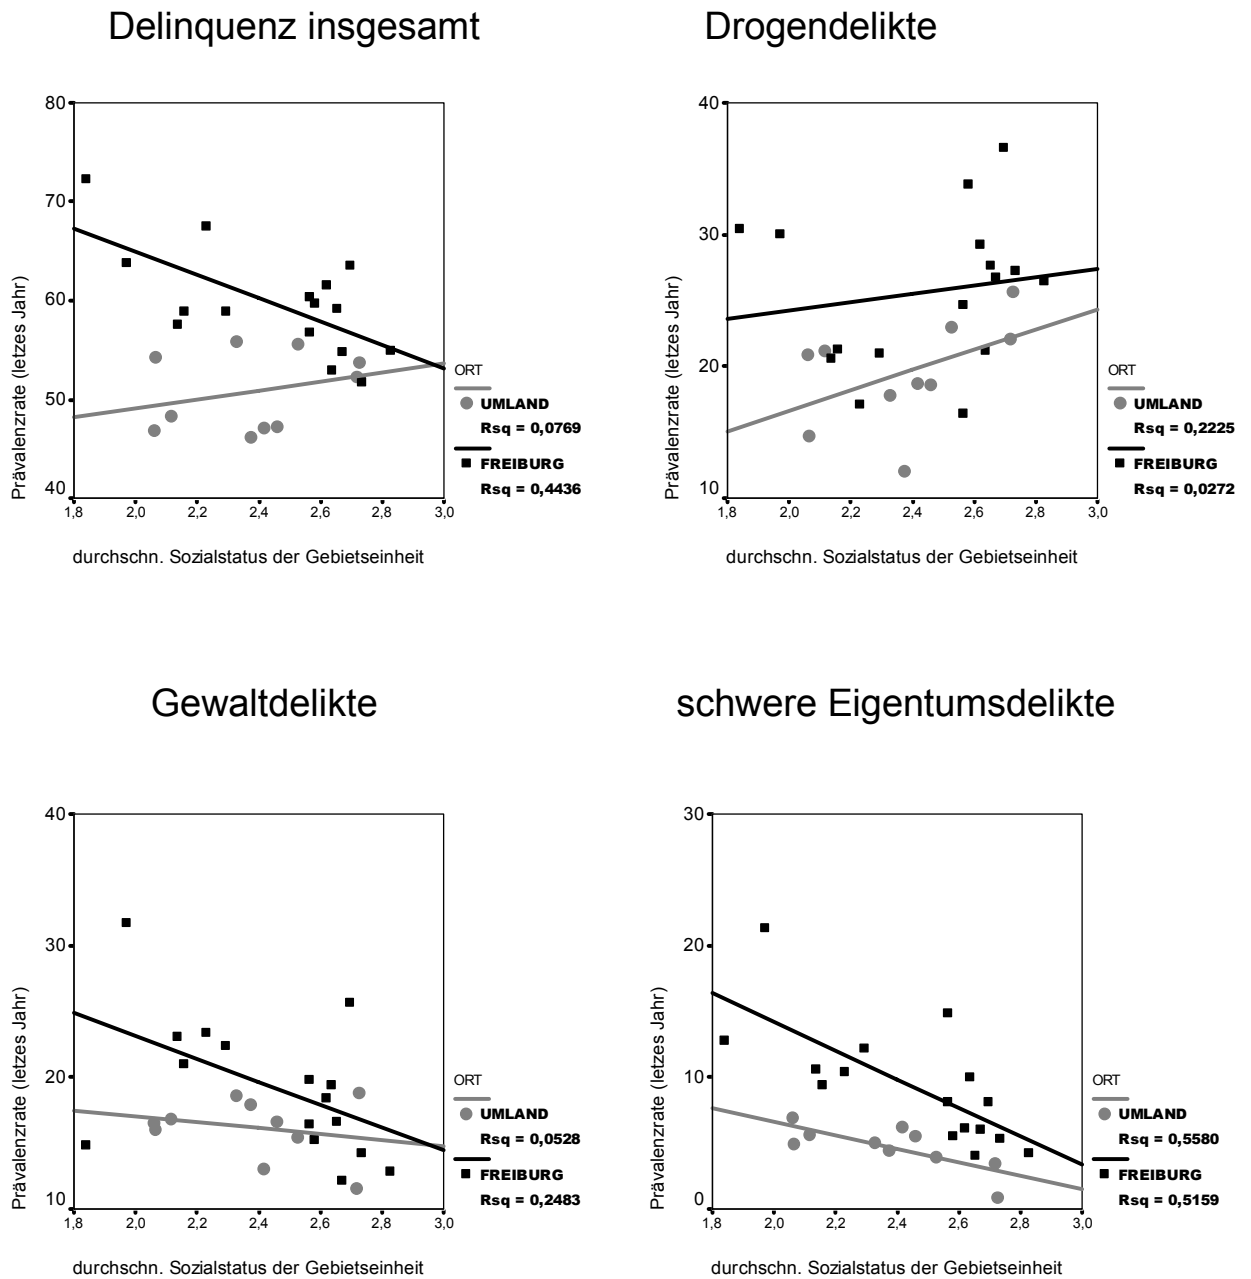 Delinquenz insgesamt
80
70
60
50
40
1,8 2,0 2,2 2,4 2,6 2,8 3,0
Prävalenzrate (letzes Jahr)
durchschn. Sozialstatus der Gebietseinheit
ORT
UMLAND
Rsq = 0,0769
FREIBURG
Rsq = 0,4436
Drogendelikte
40
30
20
10
1,8 2,0 2,2 2,4 2,6 2,8 3,0
Prävalenzrate (letzes Jahr)
durchschn. Sozialstatus der Gebietseinheit
ORT
UMLAND
Rsq = 0,2225
FREIBURG
Rsq = 0,0272
Gewaltdelikte
40
30
20
10
1,8 2,0 2,2 2,4 2,6 2,8 3,0
Prävalenzrate (letzes Jahr)
durchschn. Sozialstatus der Gebietseinheit
ORT
UMLAND
Rsq = 0,0528
FREIBURG
Rsq = 0,2483
schwere Eigentumsdelikte
30
20
10
0
1,8 2,0 2,2 2,4 2,6 2,8 3,0
Prävalenzrate (letzes Jahr)
durchschn. Sozialstatus der Gebietseinheit
ORT
UMLAND
Rsq = 0,5580
FREIBURG
Rsq = 0,5159